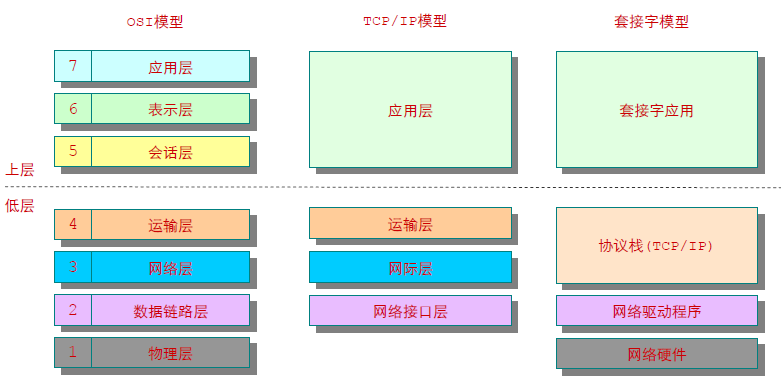 OSI模型 TCP/IP模型 套接字模型
7 应用层
6 表示层
5 会话层
应用层
套接字应用
上层
低层
4 运输层 运输层
3 网络层 网际层
协议栈(TCP/IP)
2 数据链路层 网络接口层 网络驱动程序
1 物理层 网络硬件